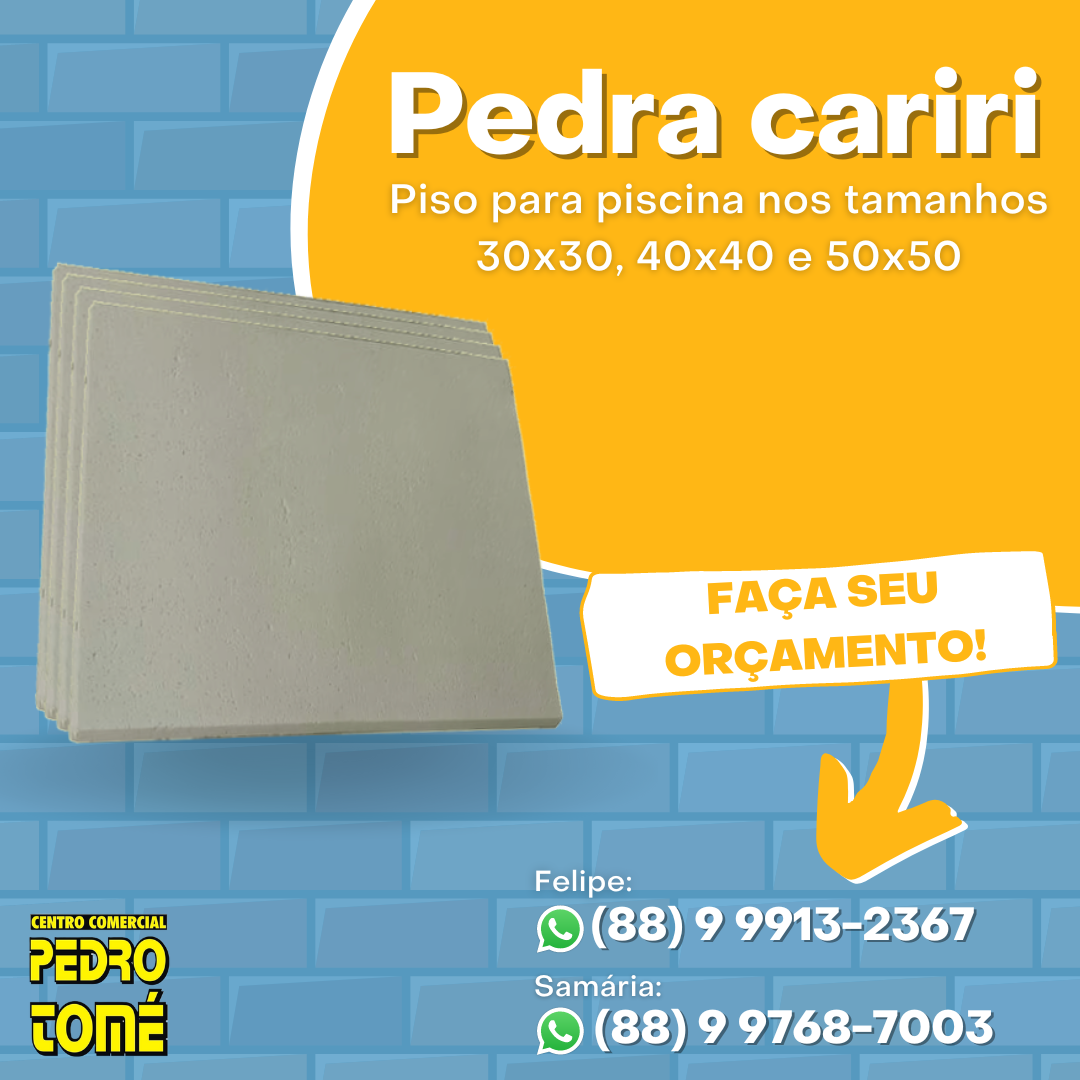 Pedra cariri
Piso para piscina nos tamanhos
30x30, 40x40 e 50x50
FAÇA SEU
ORÇAMENTO!
Felipe:
(88) 9 9913-2367
Samária:
(88) 9 9768-7003
CENTRO COMERCIAL
PEDRO
TOMÉ